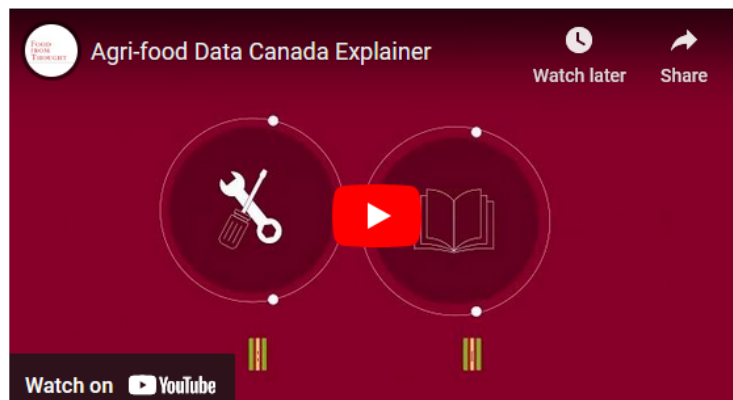 FOOD
FROM
THOUGHT
Agri-food Data Canada Explainer
Watch later
Share
Watch on YouTube